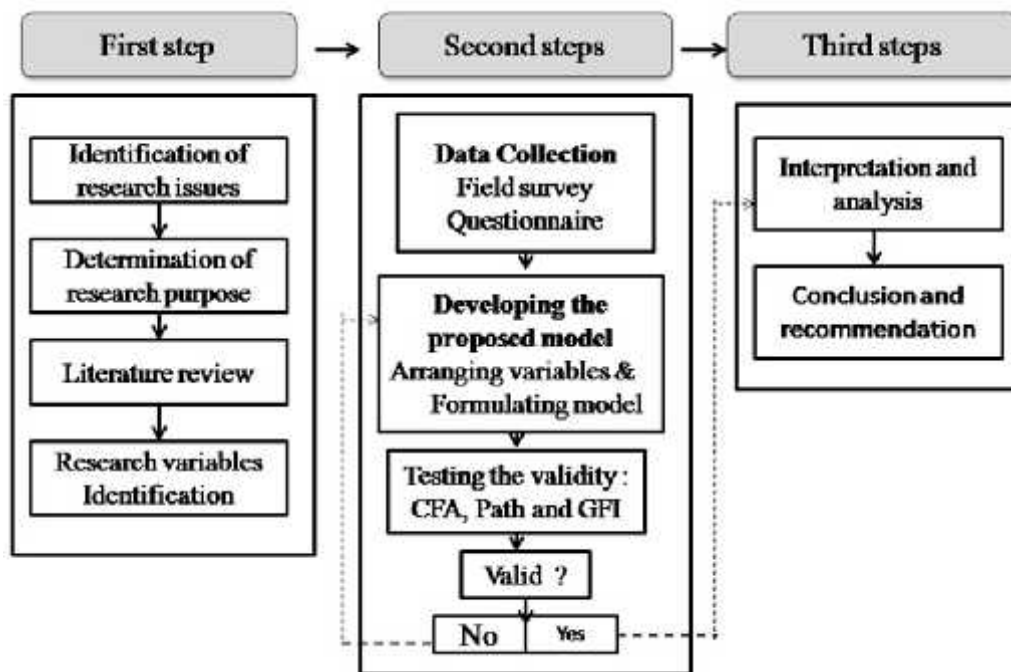 First step
Second steps
Third steps
Identification of
research issues
Determination of
research purpose
Literature review
Research variables
Identification
Data Collection
Field survey
Questionnaire
Developing the
proposed model
Arranging variables &
Formulating model
Testing the validity :
CFA, Path and GFI
Valid ?
No
Yes
Interpretation and
analysis
Conclusion and
recommendation